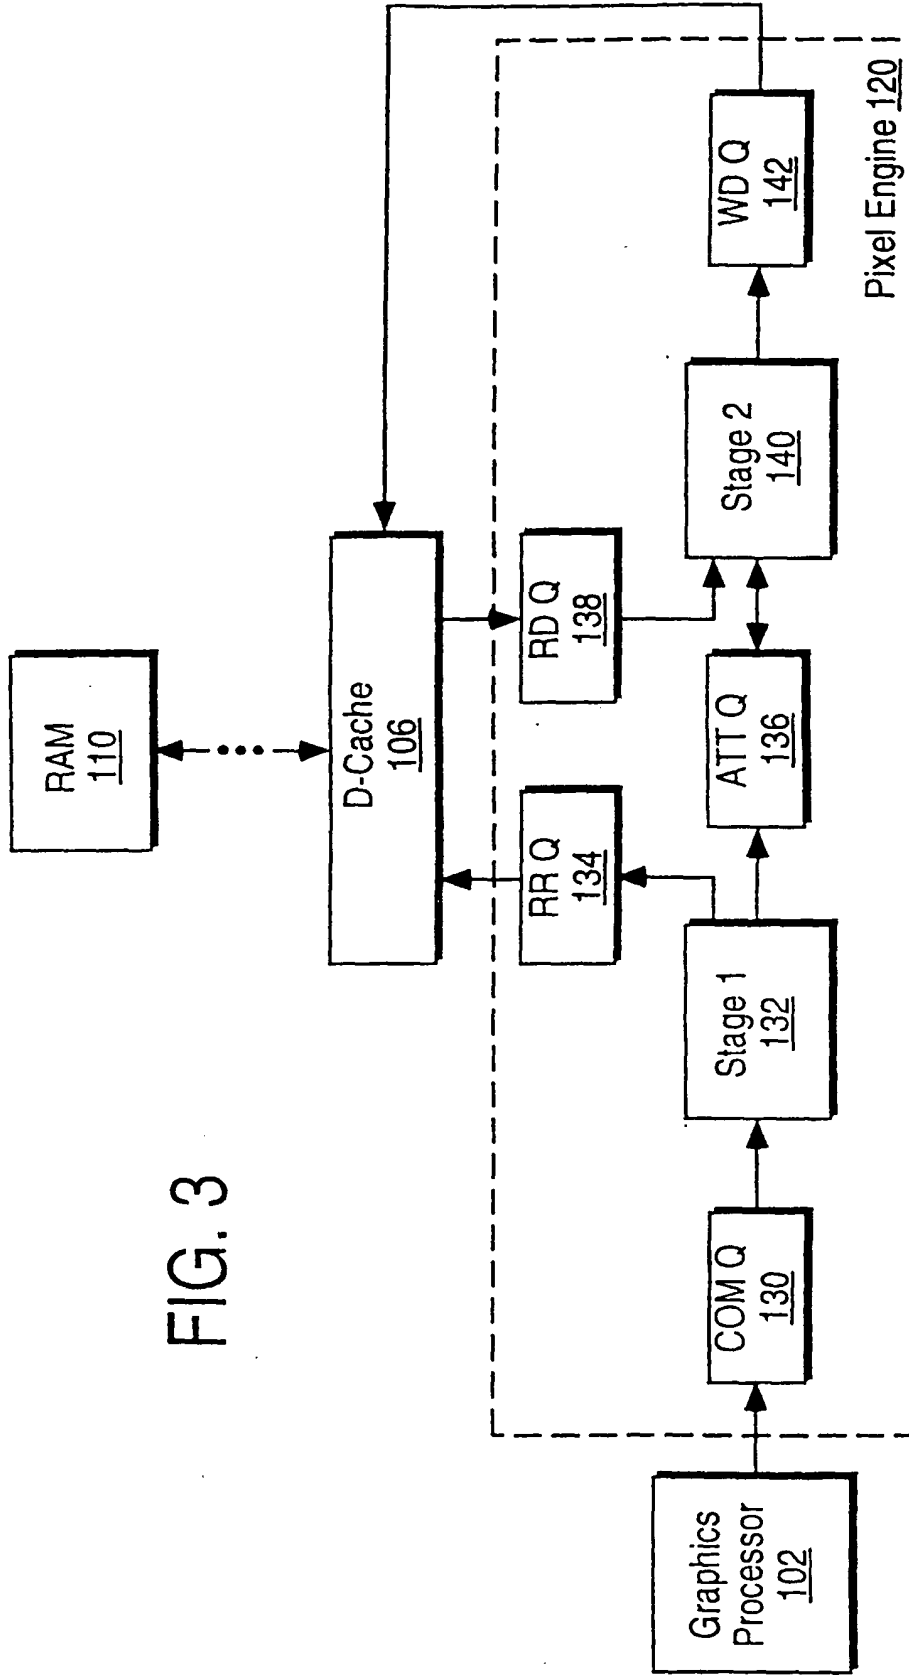 FIG. 3
RAM
110
D-Cache
106
RR Q
134
RD Q
138
Graphics
Processor
102
COM Q
130
Stage 1
132
ATT Q
136
Stage 2
140
WD Q
142
Pixel Engine 120